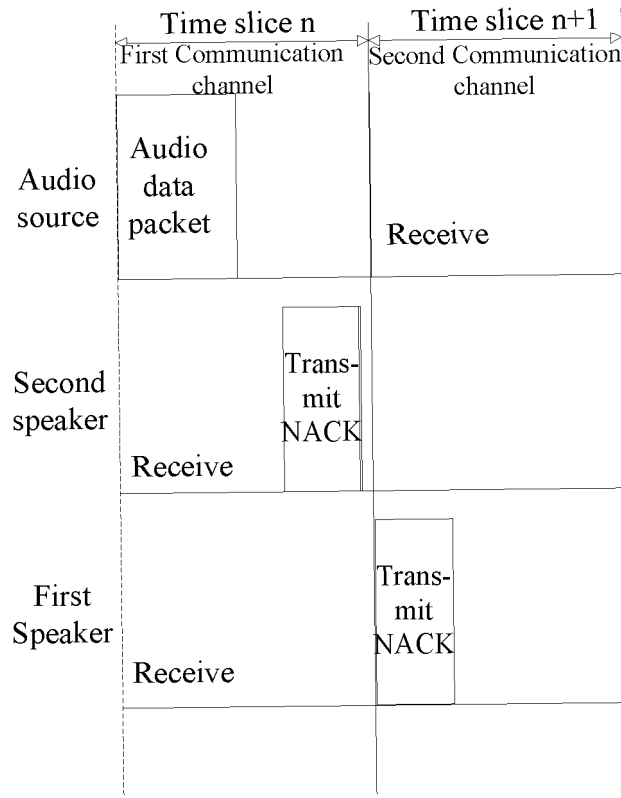 Time slice n
Time slice n+1
First Communication
channel
Second Communication
channel
Audio
source
Audio
data
packet
Receive
Second
speaker
Receive
Trans-
mit
NACK
First
Speaker
Receive
Trans-
mit
NACK